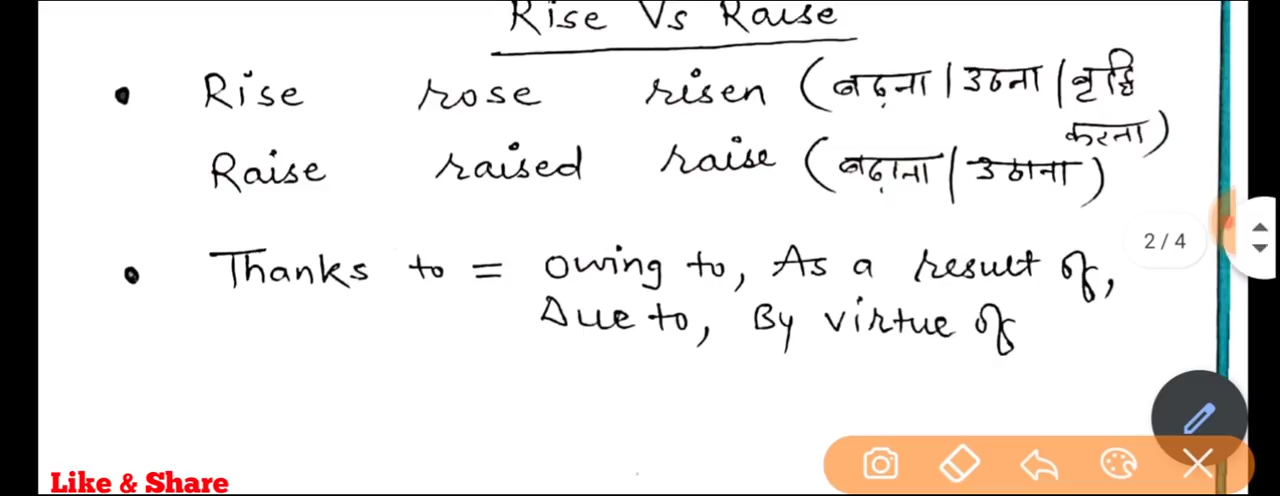 Rise Vs Raise
• Rise rose risen (बढ़ना | उठना | वृद्धि करना)
Raise raised raise (बढ़ाना | उठाना)
2 / 4
• Thanks to = owing to, As a result of,
Due to, By virtue of
Like & Share